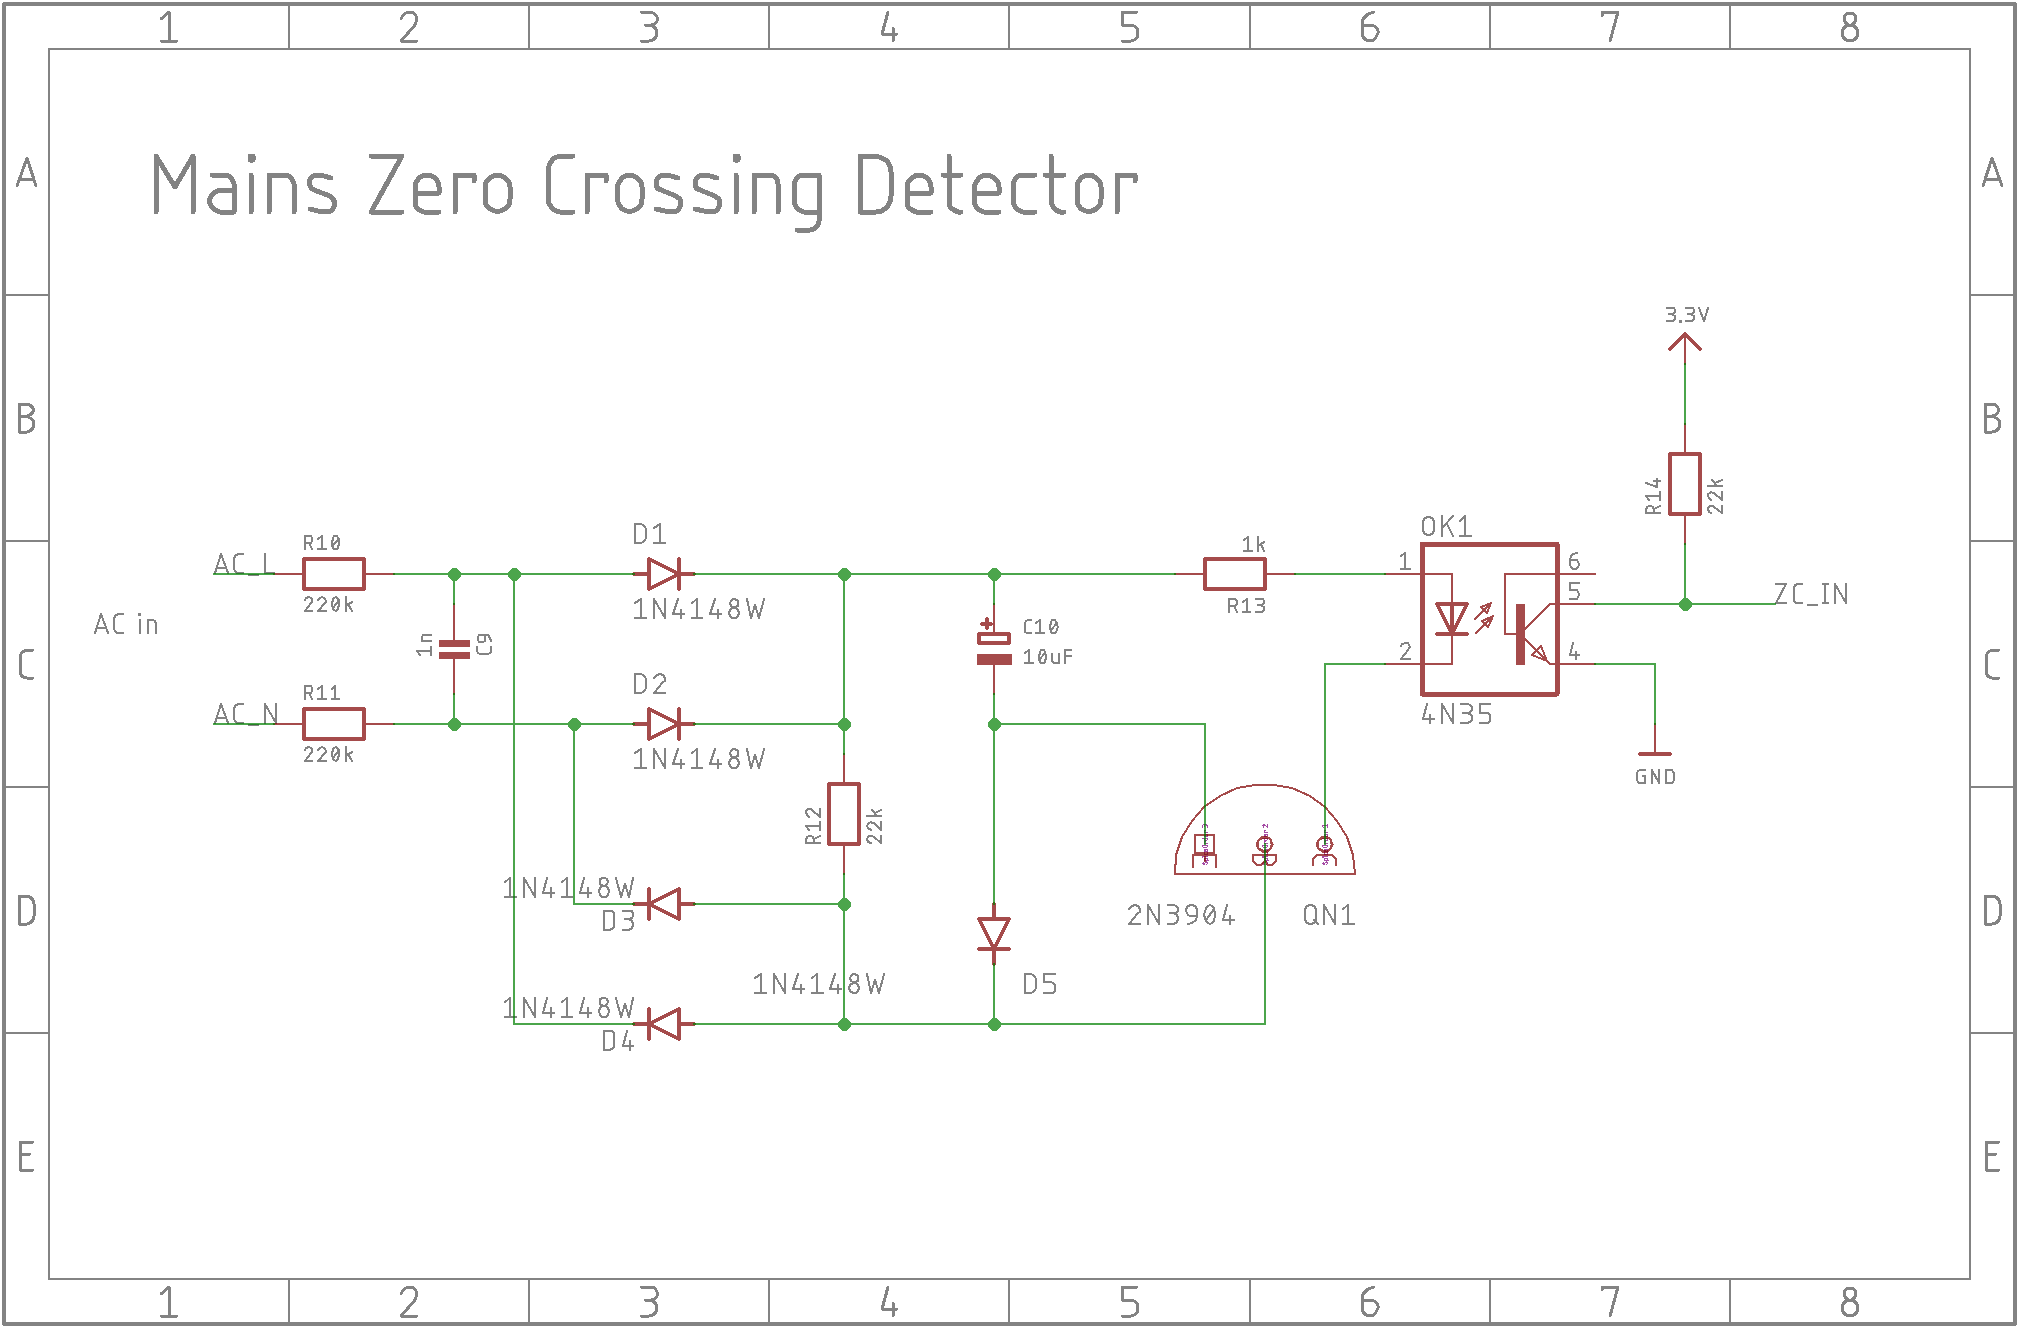 1 2 3 4 5 6 7 8
A A
Mains Zero Crossing Detector
3.3V
B B
R14
22k
D1
OK1
R10
1k
1
6
AC_L
220k
1N4148W
R13
5
ZC_IN
AC in
1n
C9
C10
10uF
C C
2
4
R11
D2
AC_N
4N35
220k
1N4148W
GND
R12
22k
1N4148W
D3
2N3904
QN1
D D
1N4148W
D5
1N4148W
D4
E E
1 2 3 4 5 6 7 8